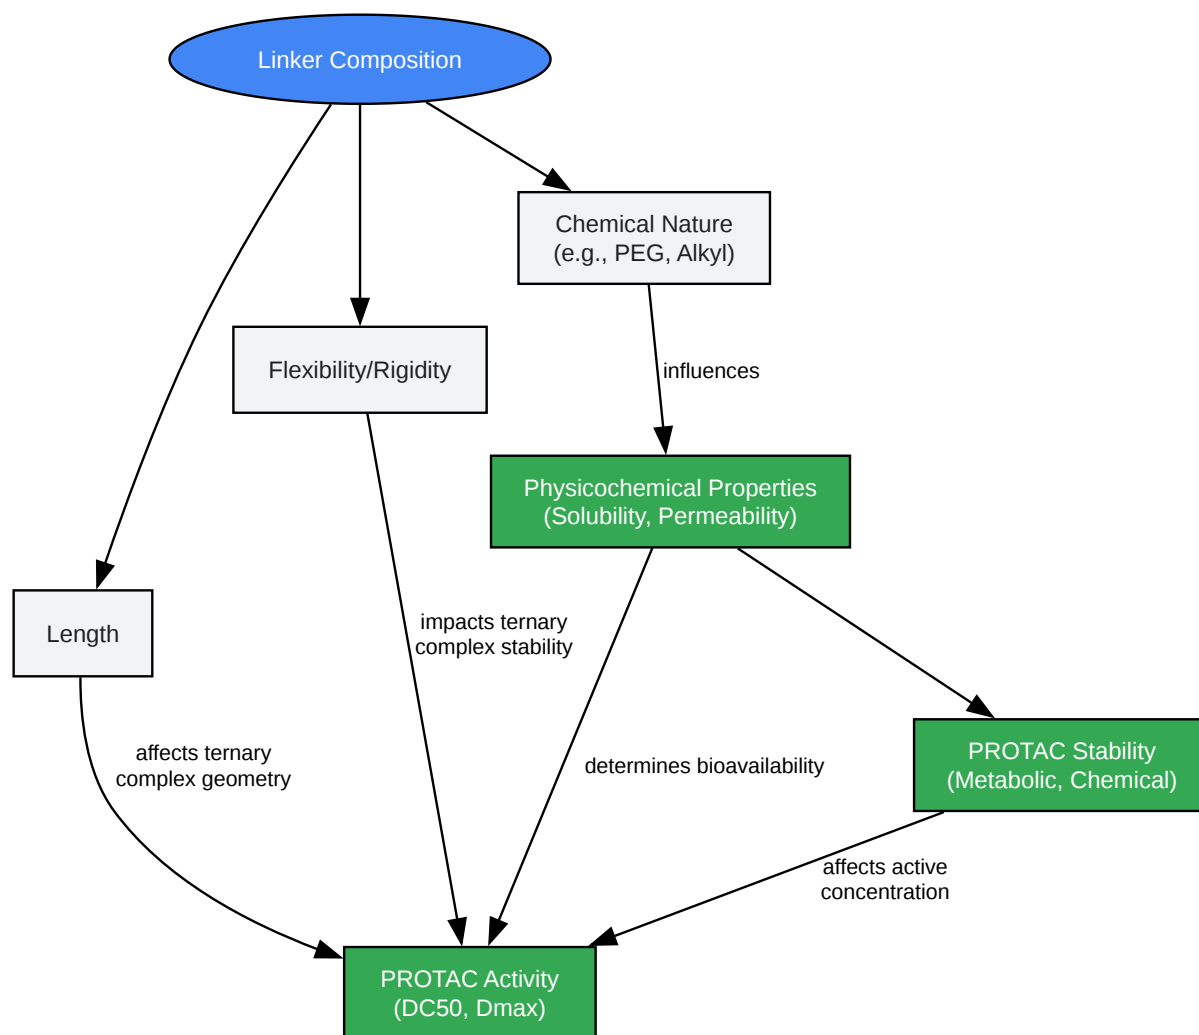 Linker Composition
Chemical Nature
(e.g., PEG, Alkyl)
Flexibility/Rigidity
influences
Physicochemical Properties
(Solubility, Permeability)
Length
impacts ternary
complex stability
affects ternary
complex geometry
determines bioavailability
PROTAC Stability
(Metabolic, Chemical)
affects active
concentration
PROTAC Activity
(DC50, Dmax)